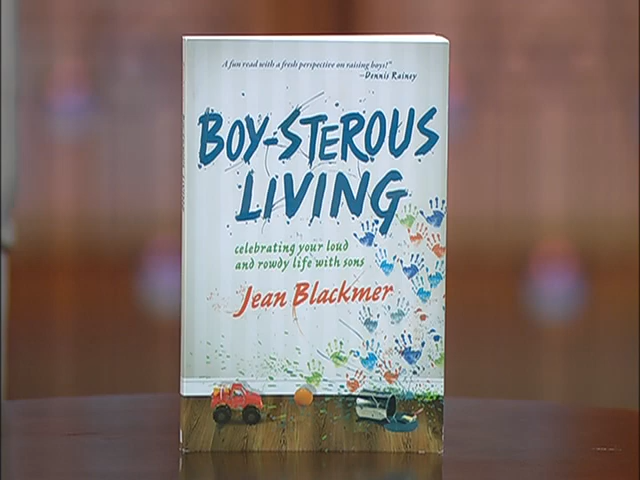 A fun read with a fresh perspective on raising boys!"
—Dennis Rainey
BOY-STEROUS
LIVING
celebrating your loud
and rowdy life with sons
Jean Blackmer